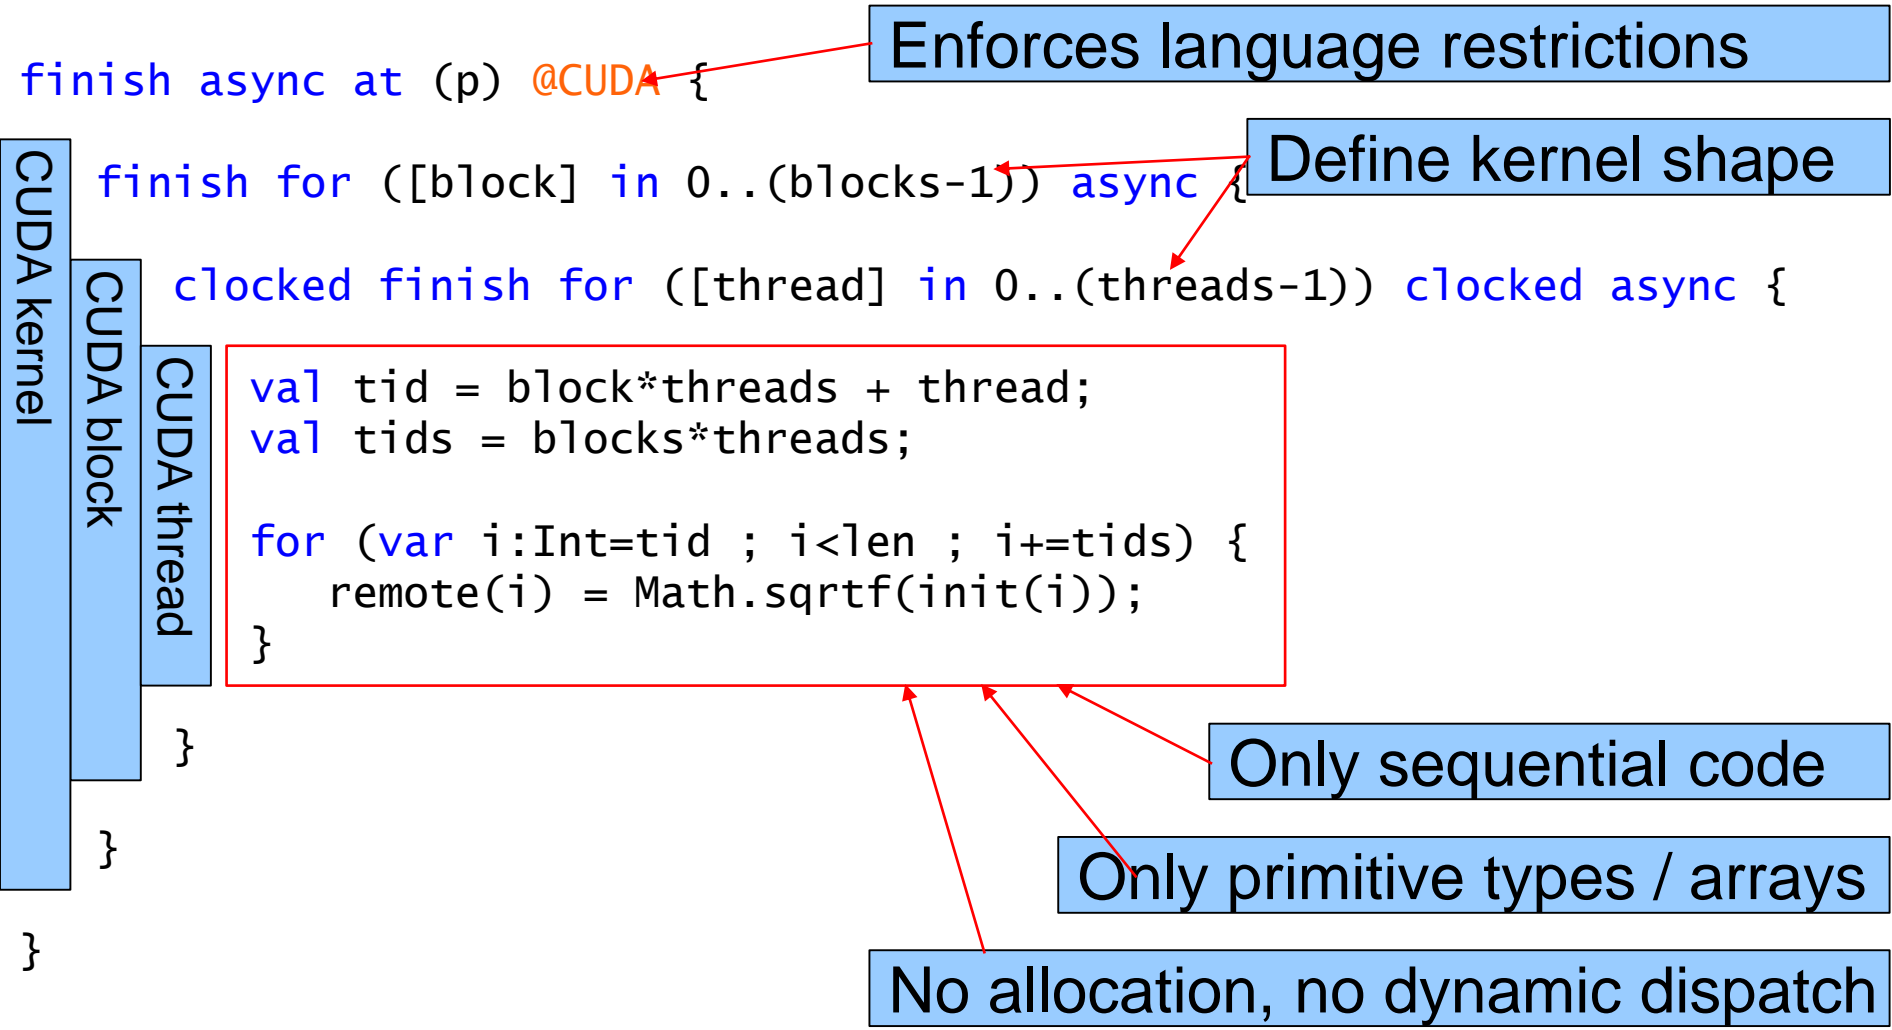 Enforces language restrictions
finish async at (p) @CUDA {
Define kernel shape
finish for ([block] in 0..(blocks-1)) async {
clocked finish for ([thread] in 0..(threads-1)) clocked async {
CUDA kernel
CUDA block
CUDA thread
val tid = block*threads + thread;
val tids = blocks*threads;
for (var i:Int=tid ; i<len ; i+=tids) {
remote(i) = Math.sqrtf(init(i));
}
}
Only sequential code
}
Only primitive types / arrays
}
No allocation, no dynamic dispatch